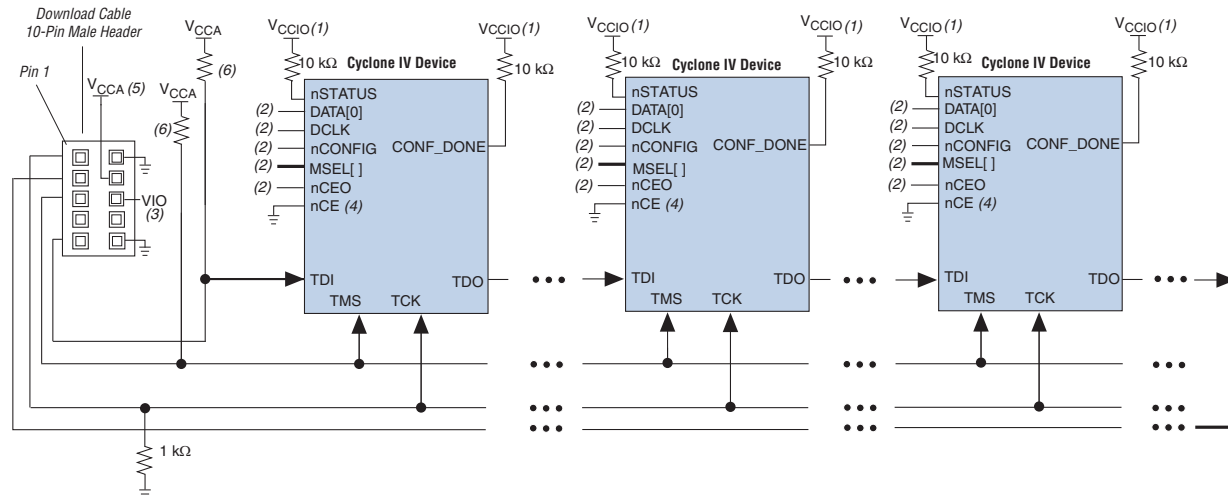 Download Cable
10-Pin Male Header
Pin 1
VCCA (5)
VCCA
(6)
VCCA
(6)
VIO
(3)
1 kΩ
VCCIO (1)
10 kΩ
Cyclone IV Device
VCCIO (1)
10 kΩ
nSTATUS
(2) DATA[0]
(2) DCLK
(2) nCONFIG
CONF_DONE
(2) MSEL[ ]
(2) nCEO
nCE (4)
TDI
TDO
TMS
TCK
VCCIO (1)
10 kΩ
Cyclone IV Device
VCCIO (1)
10 kΩ
nSTATUS
(2) DATA[0]
(2) DCLK
(2) nCONFIG
CONF_DONE
(2) MSEL[ ]
(2) nCEO
nCE (4)
TDI
TDO
TMS
TCK
VCCIO (1)
10 kΩ
Cyclone IV Device
VCCIO (1)
10 kΩ
nSTATUS
(2) DATA[0]
(2) DCLK
(2) nCONFIG
CONF_DONE
(2) MSEL[ ]
(2) nCEO
nCE (4)
TDI
TDO
TMS
TCK